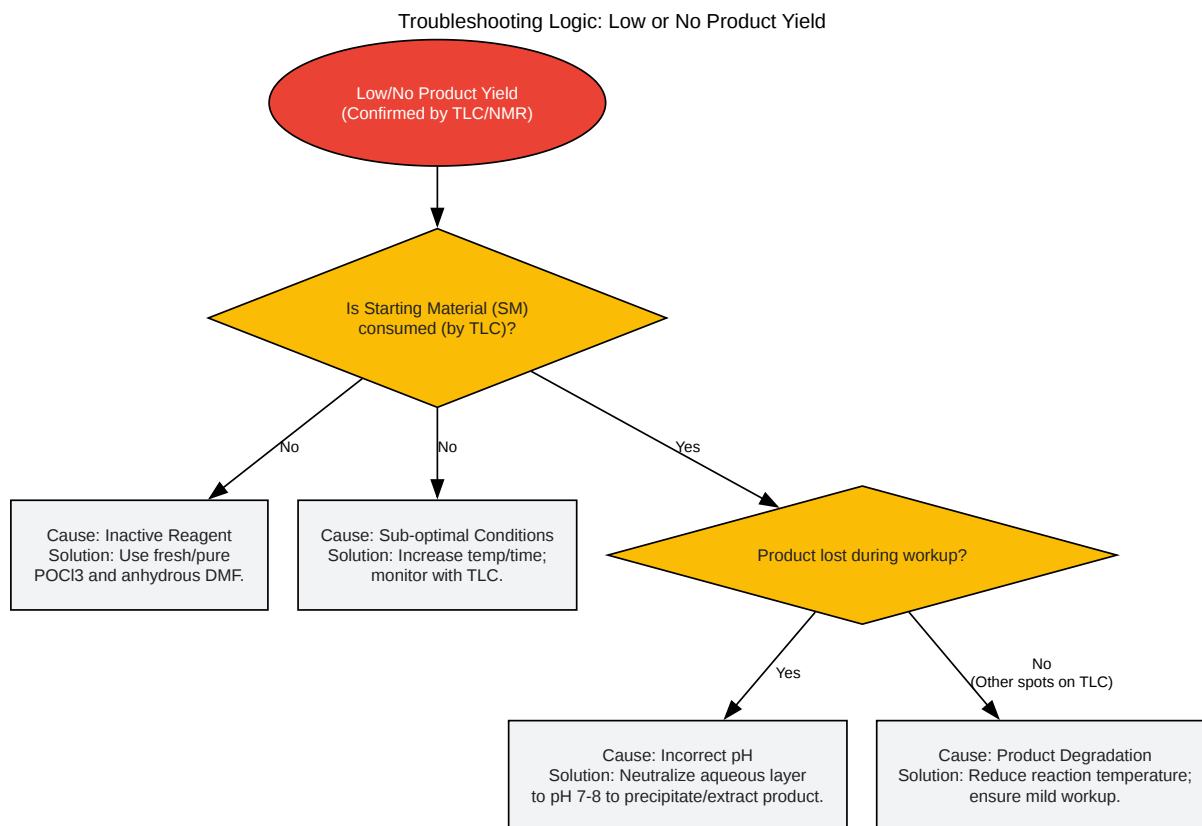 Troubleshooting Logic: Low or No Product Yield
Low/No Product Yield
(Confirmed by TLC/NMR)
Is Starting Material (SM)
consumed (by TLC)?
No
No
Yes
Cause: Inactive Reagent
Solution: Use fresh/pure
POCl3 and anhydrous DMF.
Cause: Sub-optimal Conditions
Solution: Increase temp/time;
monitor with TLC.
Product lost during workup?
Yes
No
(Other spots on TLC)
Cause: Incorrect pH
Solution: Neutralize aqueous layer
to pH 7-8 to precipitate/extract product.
Cause: Product Degradation
Solution: Reduce reaction temperature;
ensure mild workup.